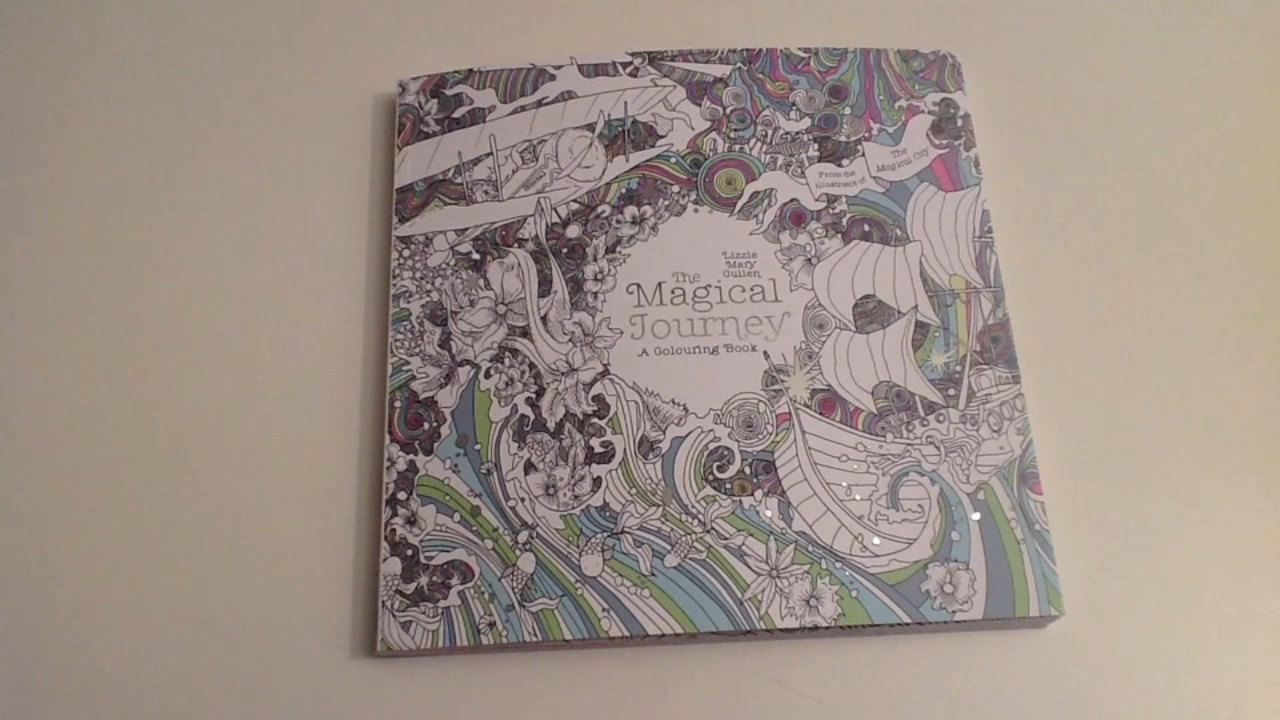 The
Magical City
From the
illustrator of
Lizzie
Mary
Cullen
The
Magical
Journey
A Colouring Book